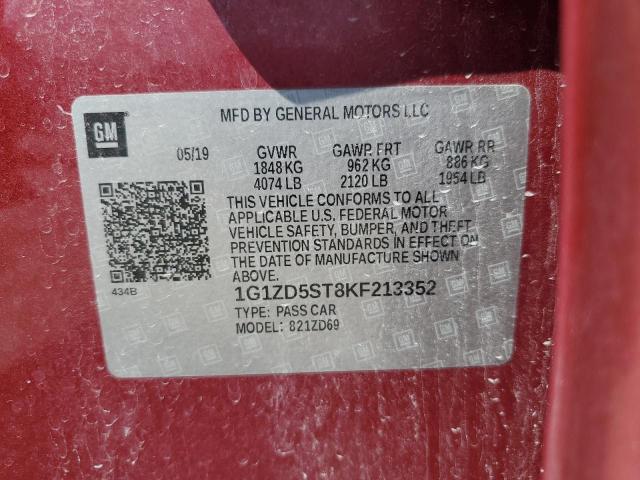 GM
MFD BY GENERAL MOTORS LLC
05/19 GVWR GAWR FRT GAWR RR
1848 KG 962 KG 886 KG
4074 LB 2120 LB 1954 LB
THIS VEHICLE CONFORMS TO ALL
APPLICABLE U.S. FEDERAL MOTOR
VEHICLE SAFETY, BUMPER, AND THEFT
PREVENTION STANDARDS IN EFFECT ON
THE DATE OF MANUFACTURE SHOWN
ABOVE.
434B
1G1ZD5ST8KF213352
TYPE: PASS CAR
MODEL: 821ZD69